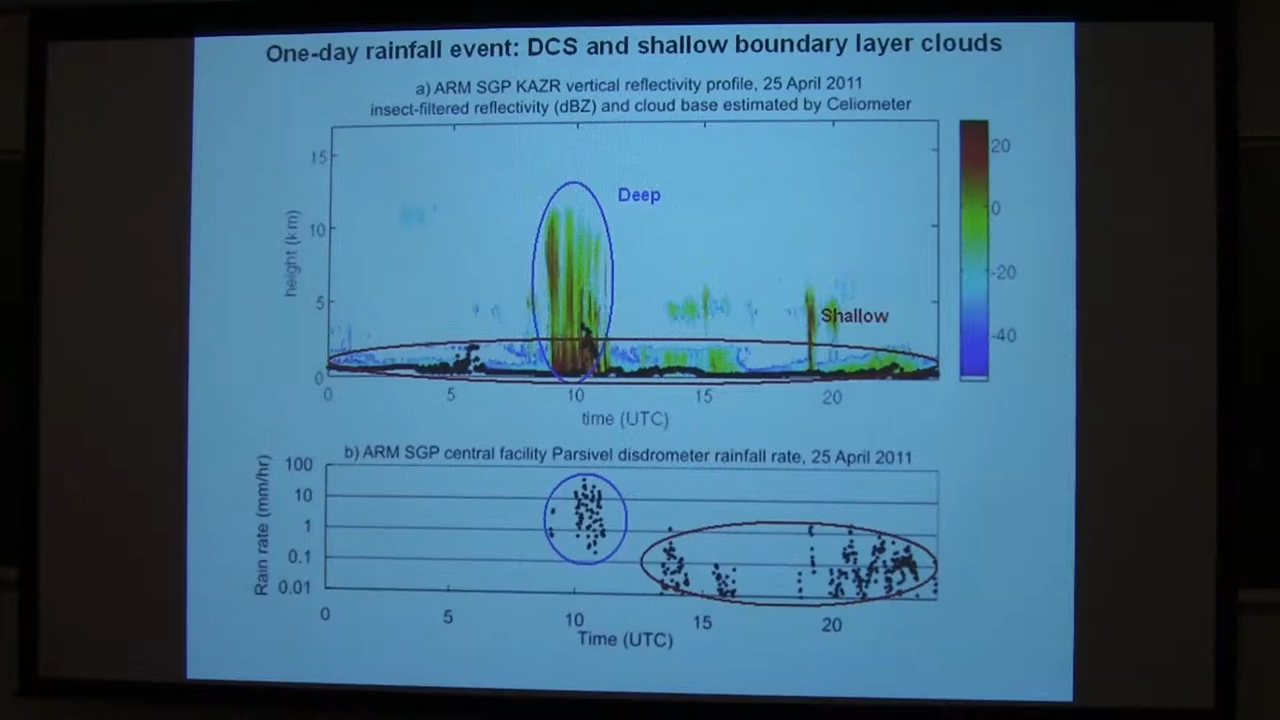 One-day rainfall event: DCS and shallow boundary layer clouds
a) ARM SGP KAZR vertical reflectivity profile, 25 April 2011
insect-filtered reflectivity (dBZ) and cloud base estimated by Celiometer
15
10
5
0
height (km)
Deep
Shallow
20
0
-20
-40
0 5 10 15 20
time (UTC)
b) ARM SGP central facility Parsivel disdrometer rainfall rate, 25 April 2011
100
10
1
0.1
0.01
Rain rate (mm/hr)
0 5 10 15 20
Time (UTC)